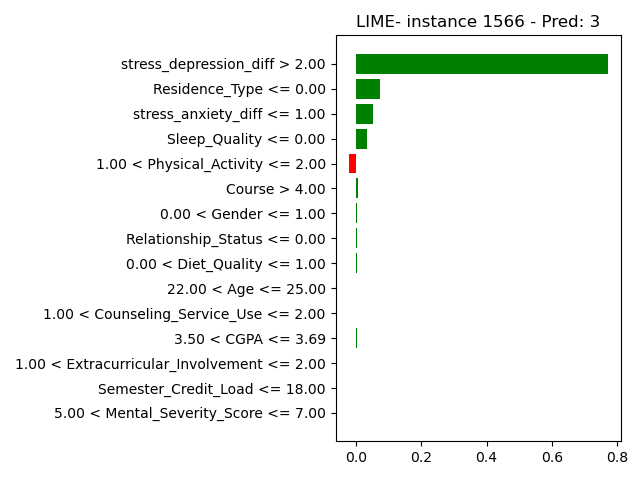 LIME- instance 1566 - Pred: 3
stress_depression_diff > 2.00
Residence_Type <= 0.00
stress_anxiety_diff <= 1.00
Sleep_Quality <= 0.00
1.00 < Physical_Activity <= 2.00
Course > 4.00
0.00 < Gender <= 1.00
Relationship_Status <= 0.00
0.00 < Diet_Quality <= 1.00
22.00 < Age <= 25.00
1.00 < Counseling_Service_Use <= 2.00
3.50 < CGPA <= 3.69
1.00 < Extracurricular_Involvement <= 2.00
Semester_Credit_Load <= 18.00
5.00 < Mental_Severity_Score <= 7.00
0.0 0.2 0.4 0.6 0.8